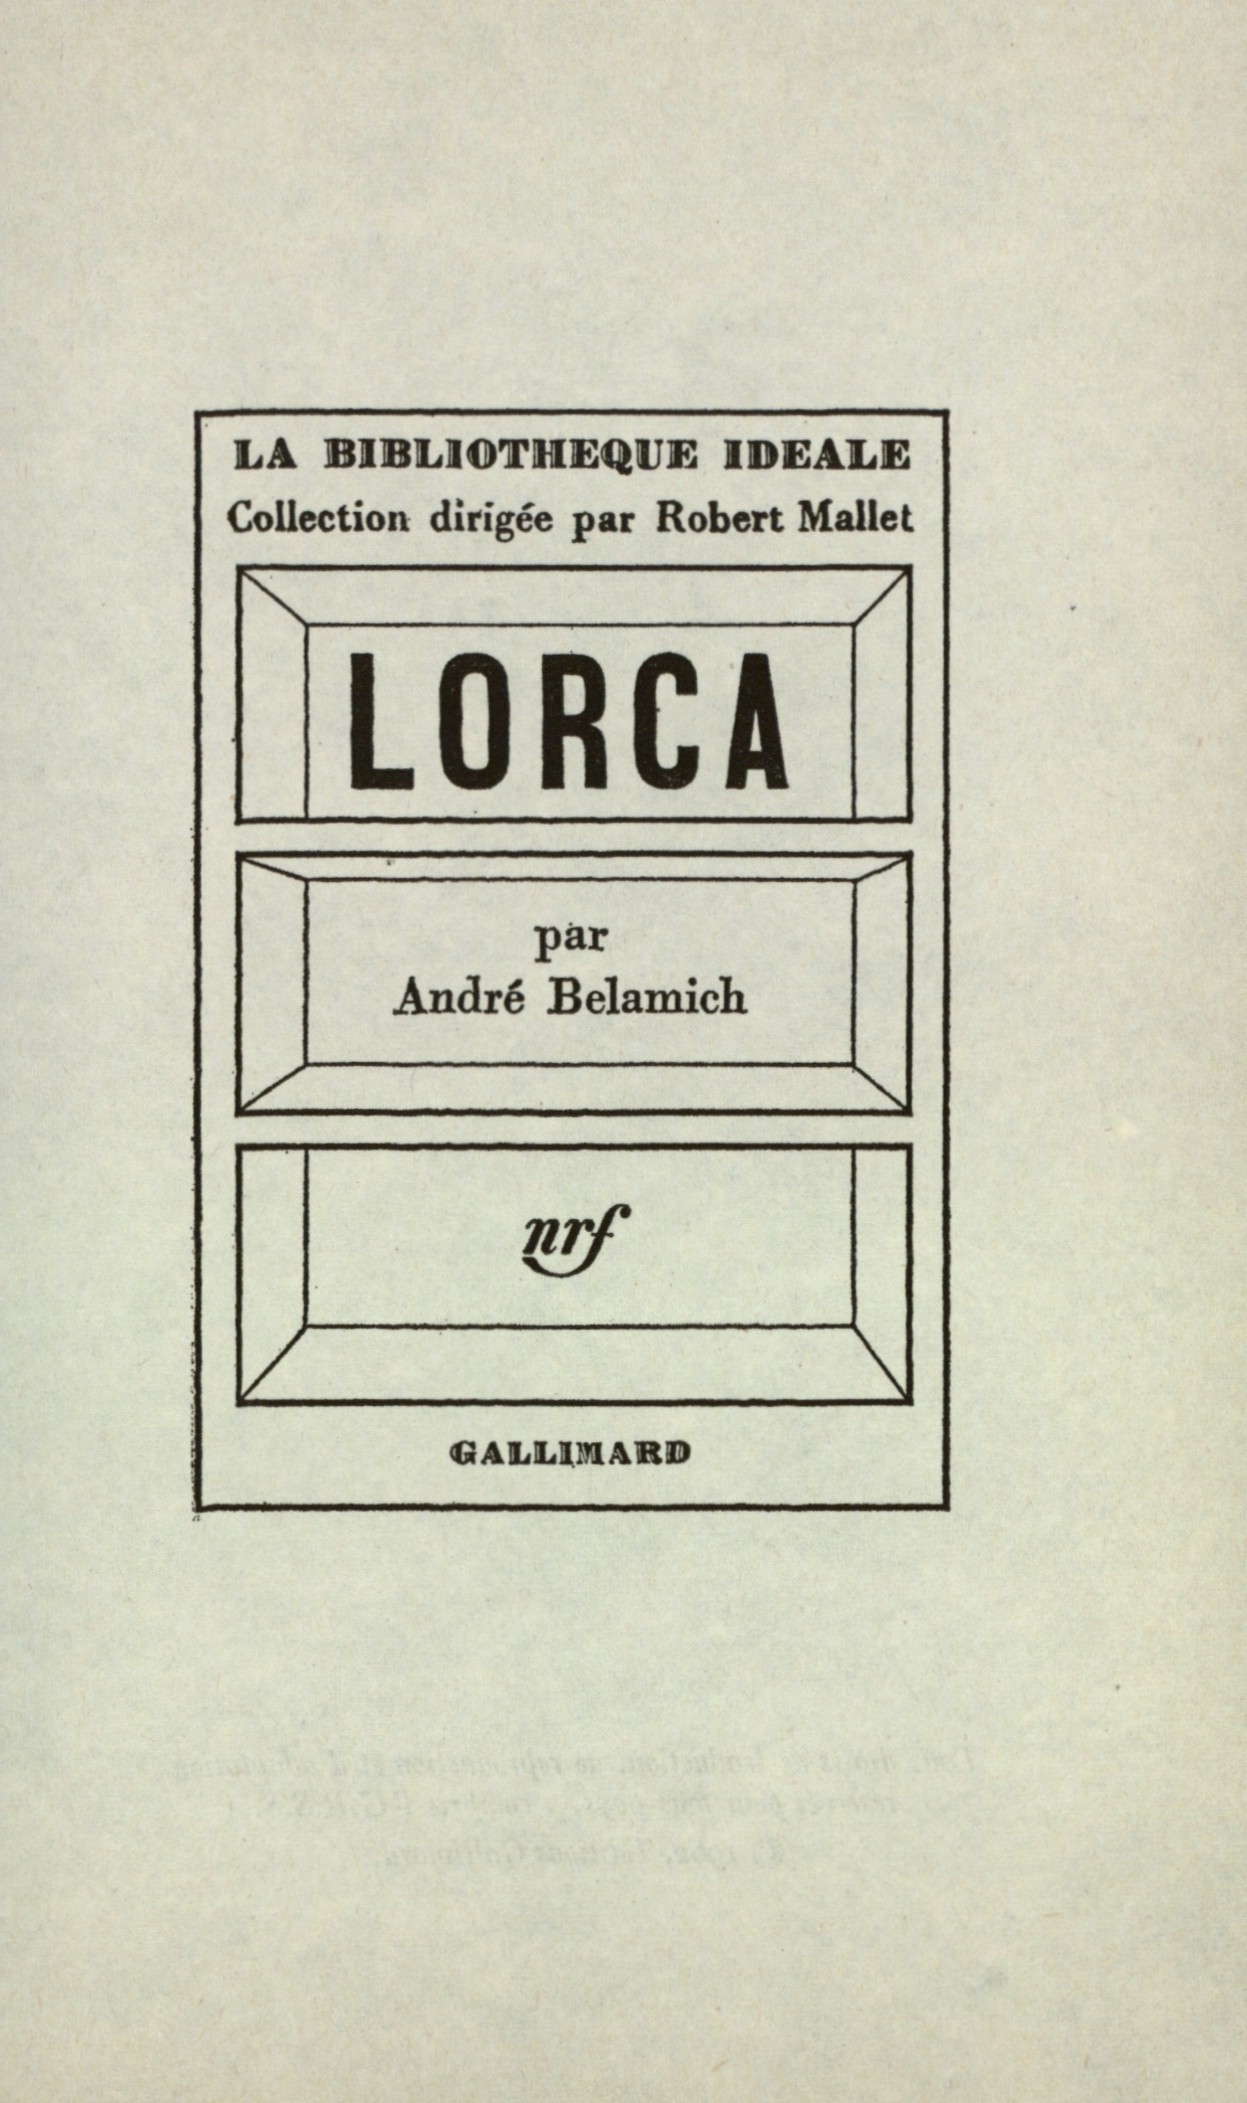 LA BIBLIOTHEQUE IDEALE
Collection dirigée par Robert Mallet
LORCA
par
André Belamich
nrf
GALLIMARD